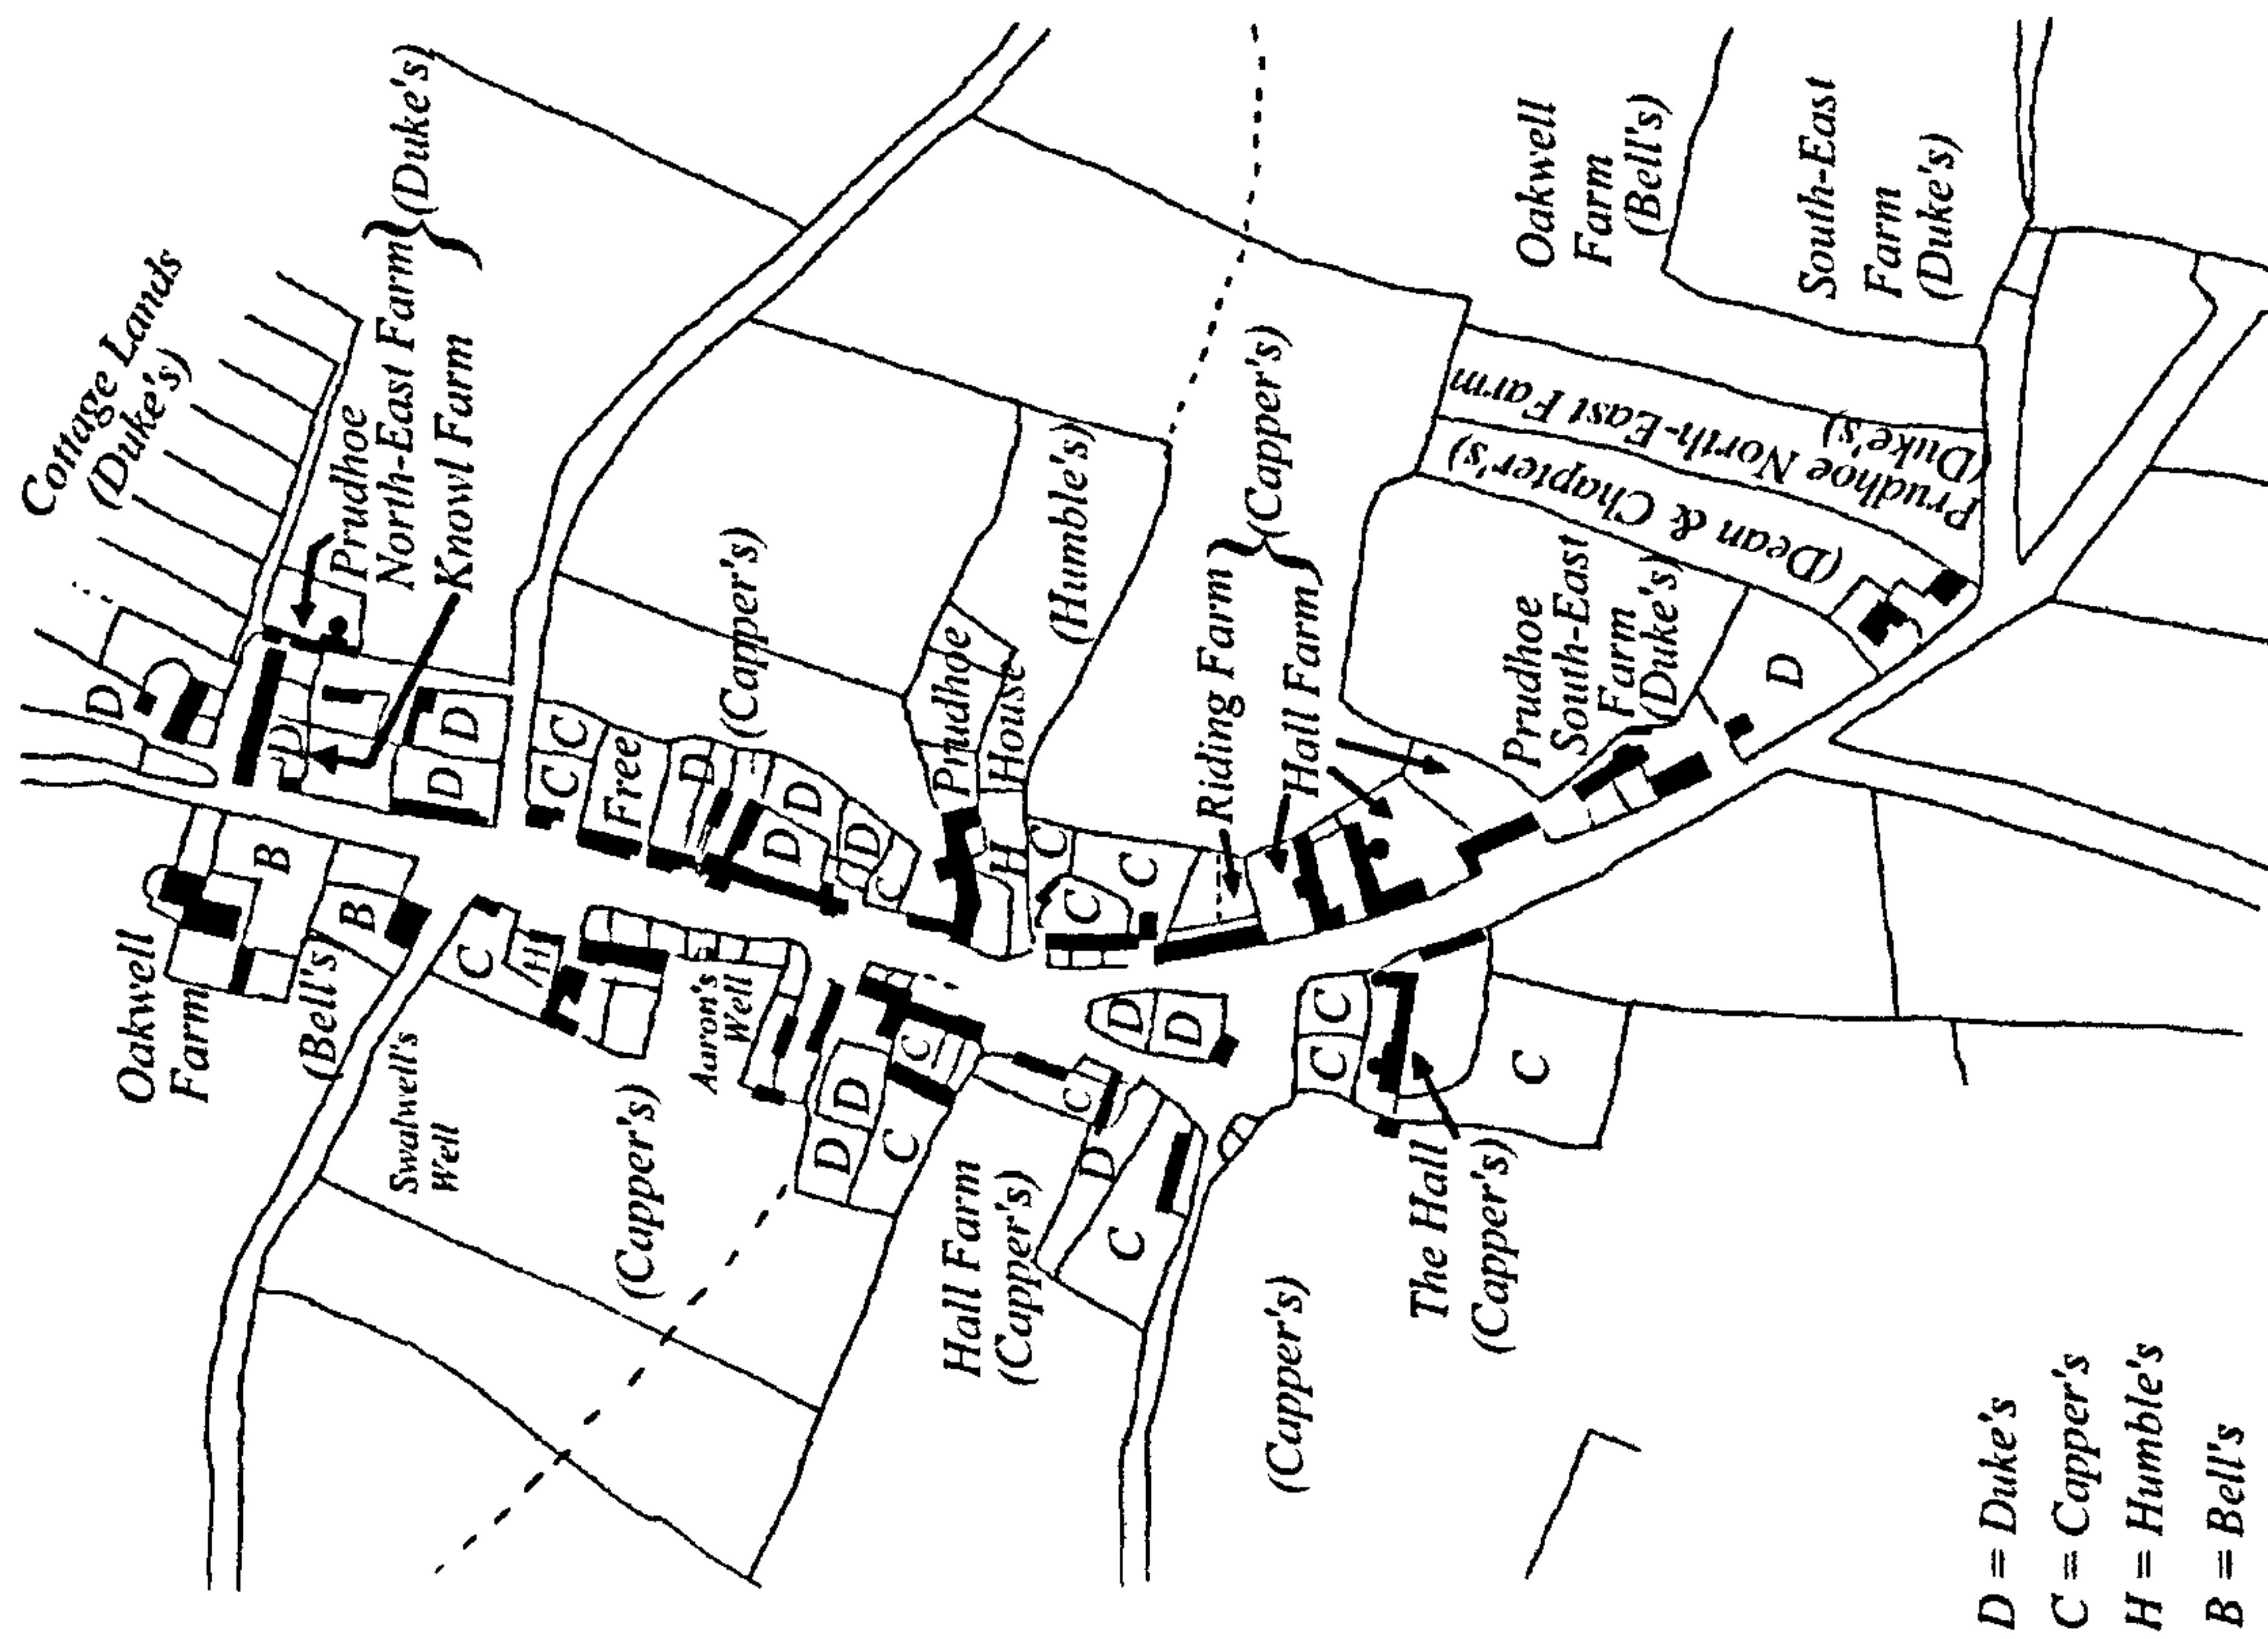 Cottage Lands
(Duke's)
Prudhoe
North-East Farm
Knowl Farm
(Duke's)
D
D
D
D
Oakwell
Farm
(Bell's)
B
B
C
H
Swalwell's
Well
C
C
Free
D
D
D
D
C
(Capper's)
Auron's
Well
(Capper's)
D
D
C
C
Prudhoe
House
H
(Humble's)
C
C
C
Riding Farm
Hall Farm
(Capper's)
Hall Farm
(Capper's)
C
D
C
D
D
C
C
C
The Hall
(Capper's)
(Capper's)
Prudhoe
South-East
Farm
(Duke's)
D
(Dean & Chapter's)
Prudhoe North-East Farm
(Duke's)
Oakwell
Farm
(Bell's)
South-East
Farm
(Duke's)
D = Duke's
C = Capper's
H = Humble's
B = Bell's